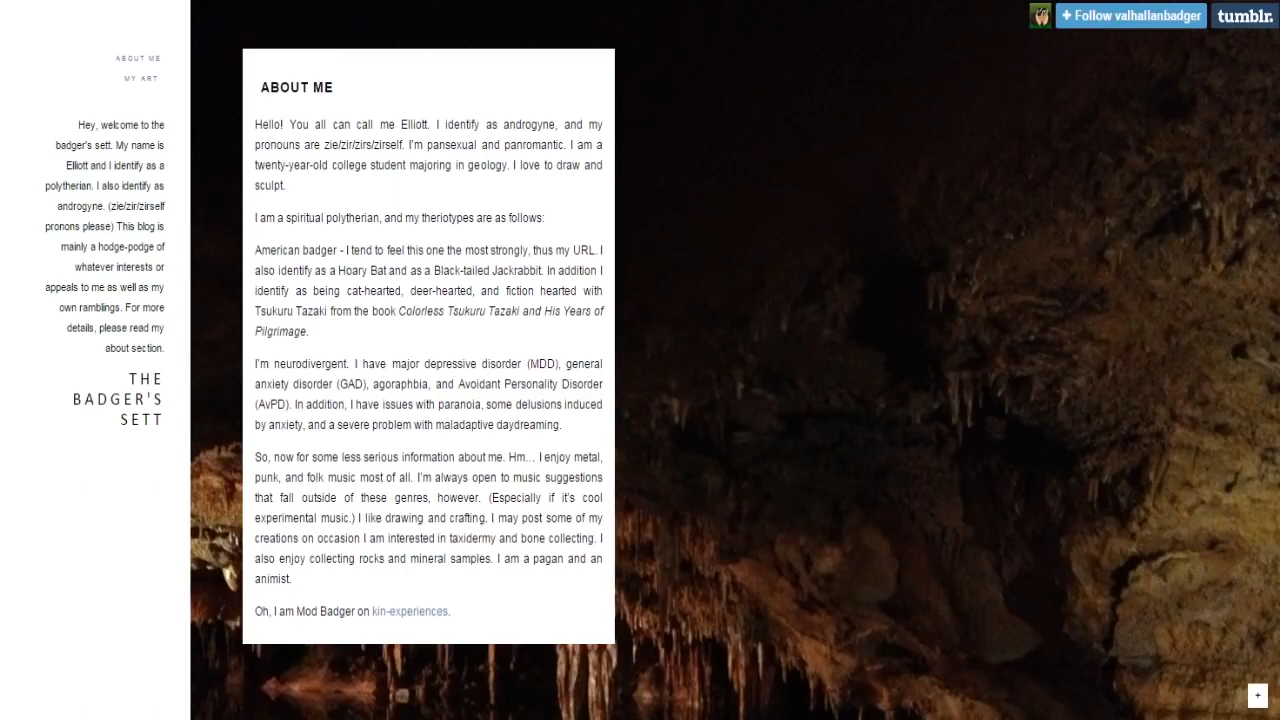 + Follow valhallanbadger
tumblr.
ABOUT ME
MY ART
Hey, welcome to the
badger's sett. My name is
Elliott and I identify as a
polytherian. I also identify as
androgyne. (zie/zir/zirself
pronons please) This blog is
mainly a hodge-podge of
whatever interests or
appeals to me as well as my
own ramblings. For more
details, please read my
about section.
THE
BADGER'S
SETT
ABOUT ME
Hello! You all can call me Elliott. I identify as androgyne, and my
pronouns are zie/zir/zirs/zirself. I'm pansexual and panromantic. I am a
twenty-year-old college student majoring in geology. I love to draw and
sculpt.
I am a spiritual polytherian, and my theriotypes are as follows:
American badger - I tend to feel this one the most strongly, thus my URL. I
also identify as a Hoary Bat and as a Black-tailed Jackrabbit. In addition I
identify as being cat-hearted, deer-hearted, and fiction hearted with
Tsukuru Tazaki from the book Colorless Tsukuru Tazaki and His Years of
Pilgrimage.
I'm neurodivergent. I have major depressive disorder (MDD), general
anxiety disorder (GAD), agoraphbia, and Avoidant Personality Disorder
(AvPD). In addition, I have issues with paranoia, some delusions induced
by anxiety, and a severe problem with maladaptive daydreaming.
So, now for some less serious information about me. Hm... I enjoy metal,
punk, and folk music most of all. I'm always open to music suggestions
that fall outside of these genres, however. (Especially if it's cool
experimental music.) I like drawing and crafting. I may post some of my
creations on occasion I am interested in taxidermy and bone collecting. I
also enjoy collecting rocks and mineral samples. I am a pagan and an
animist.
Oh, I am Mod Badger on kin-experiences.
+